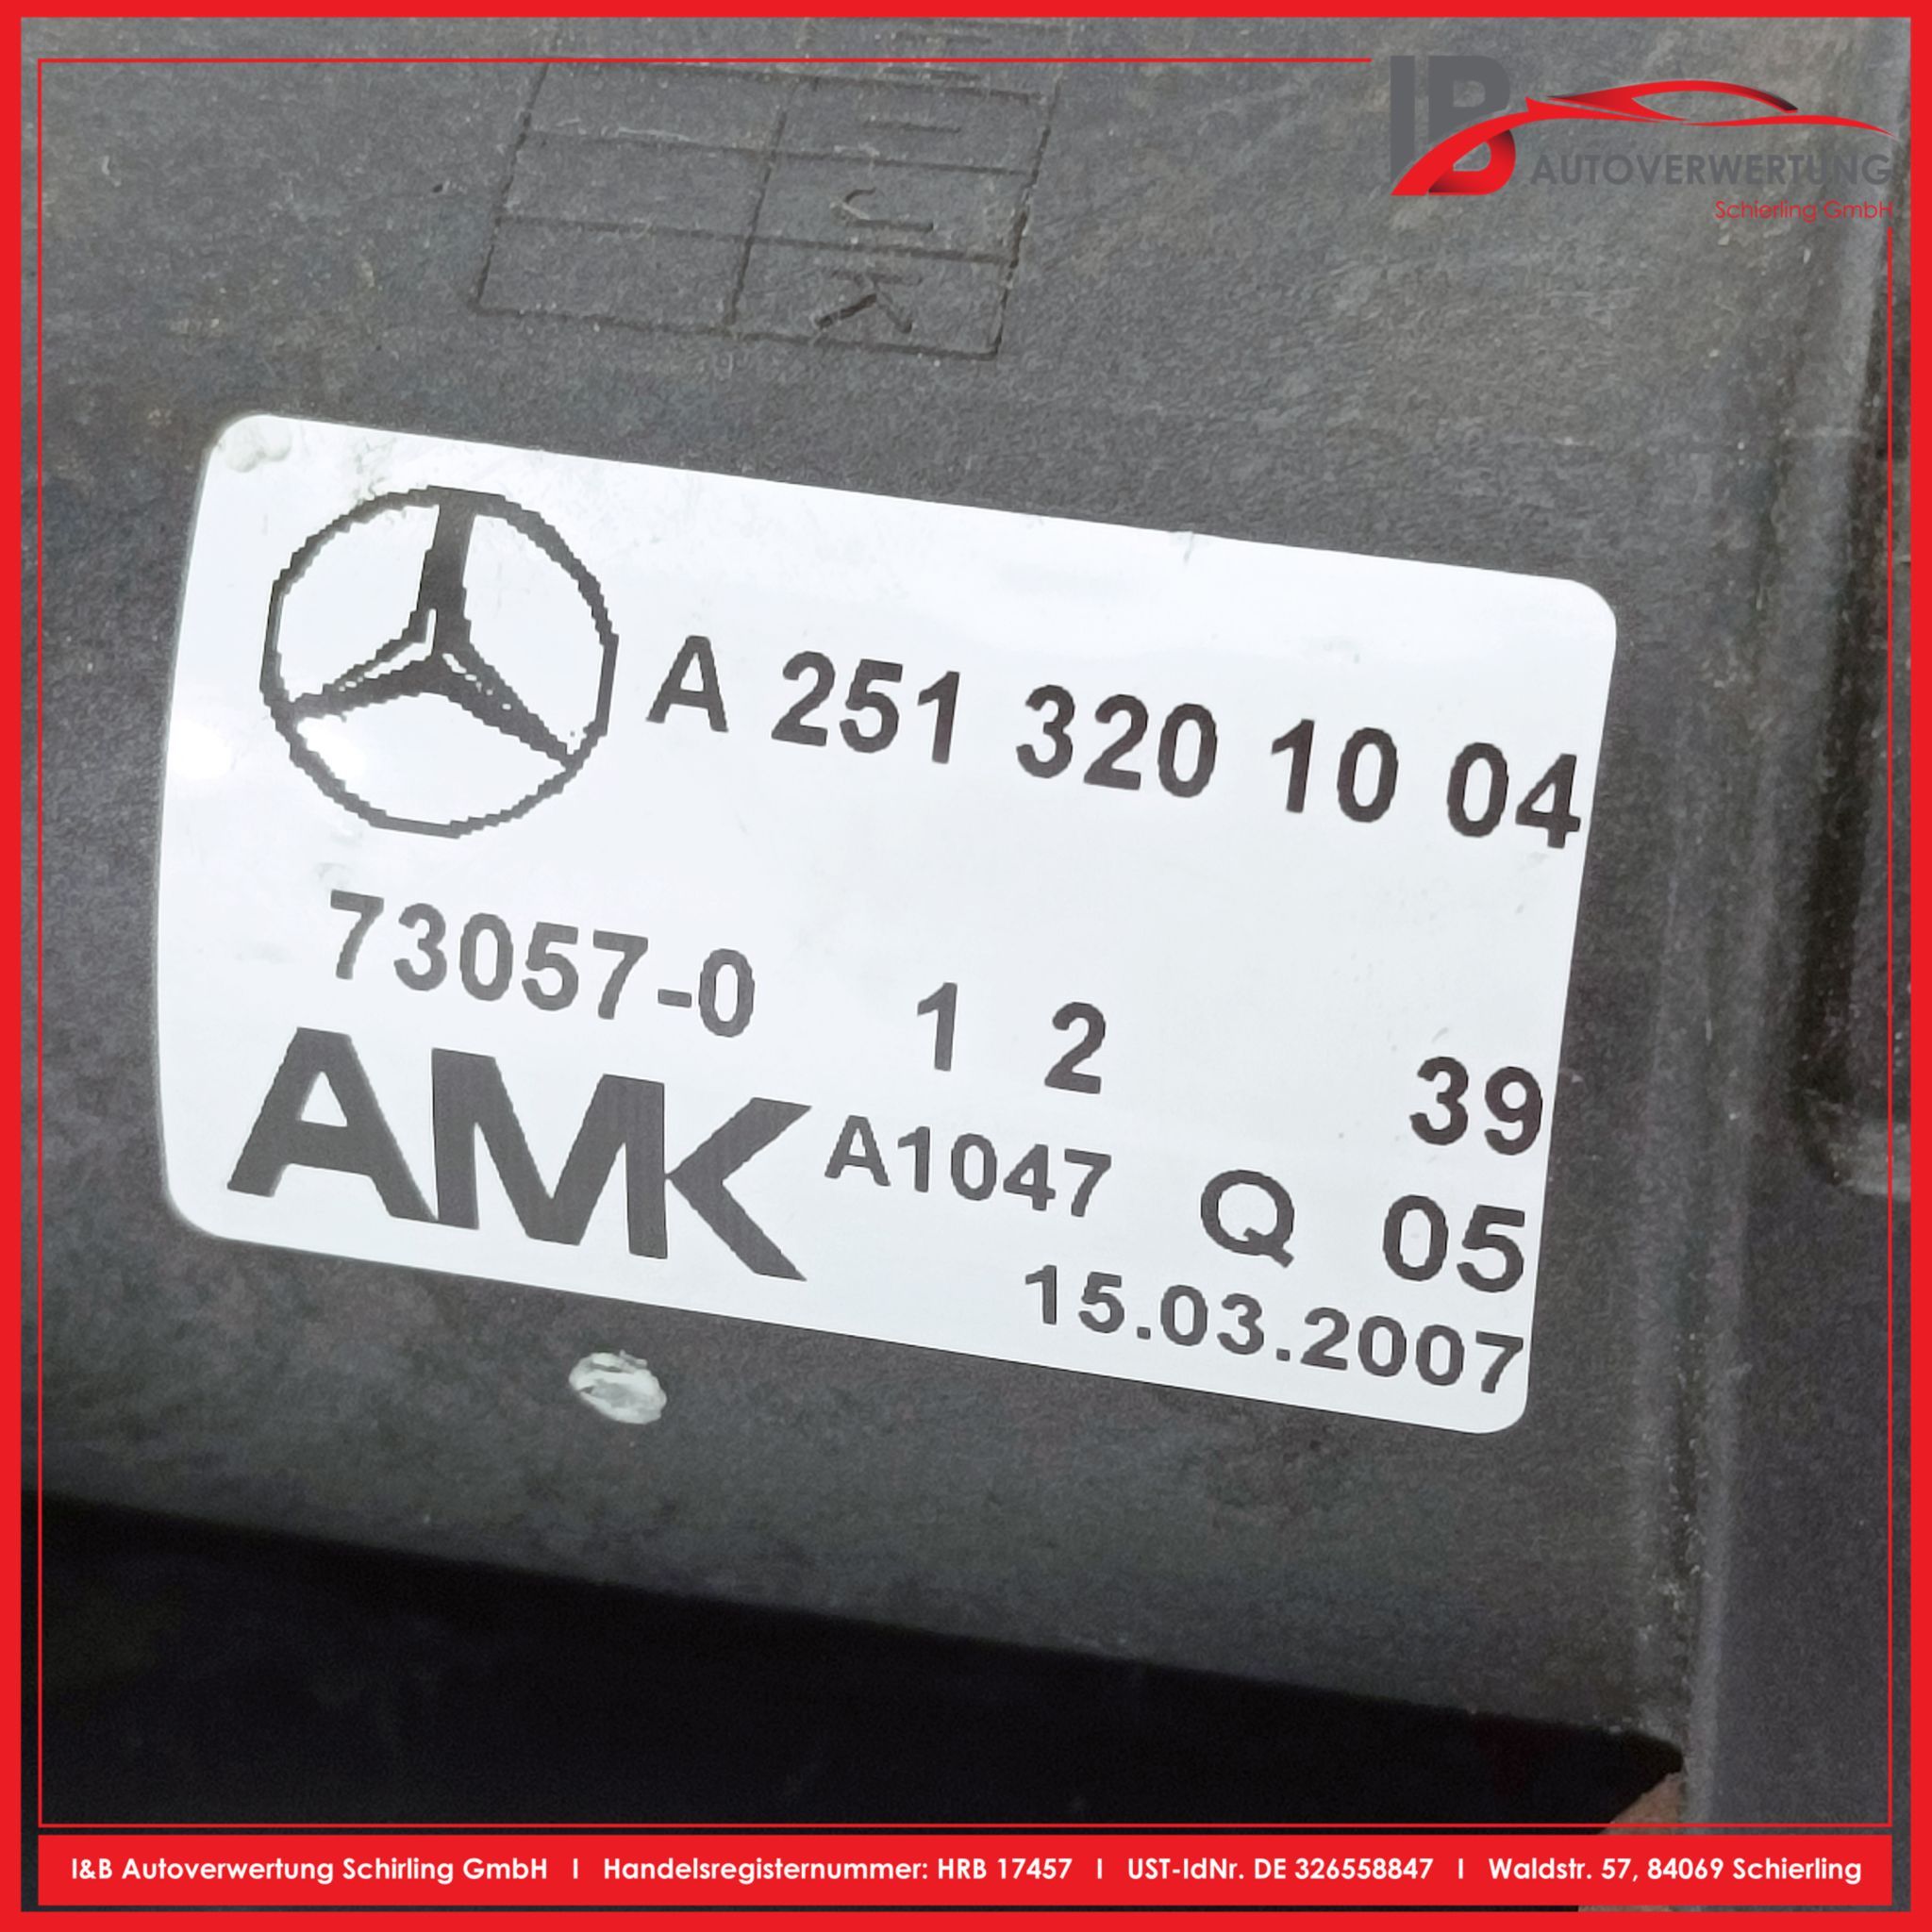 IB
AUTOVERWERTUNG
Schierling GmbH
A 251 320 10 04
73057-0 1 2 39
AMK A1047 Q 05
15.03.2007
I&B Autoverwertung Schirling GmbH I Handelsregisternummer: HRB 17457 I UST-IdNr. DE 326558847 I Waldstr. 57, 84069 Schierling